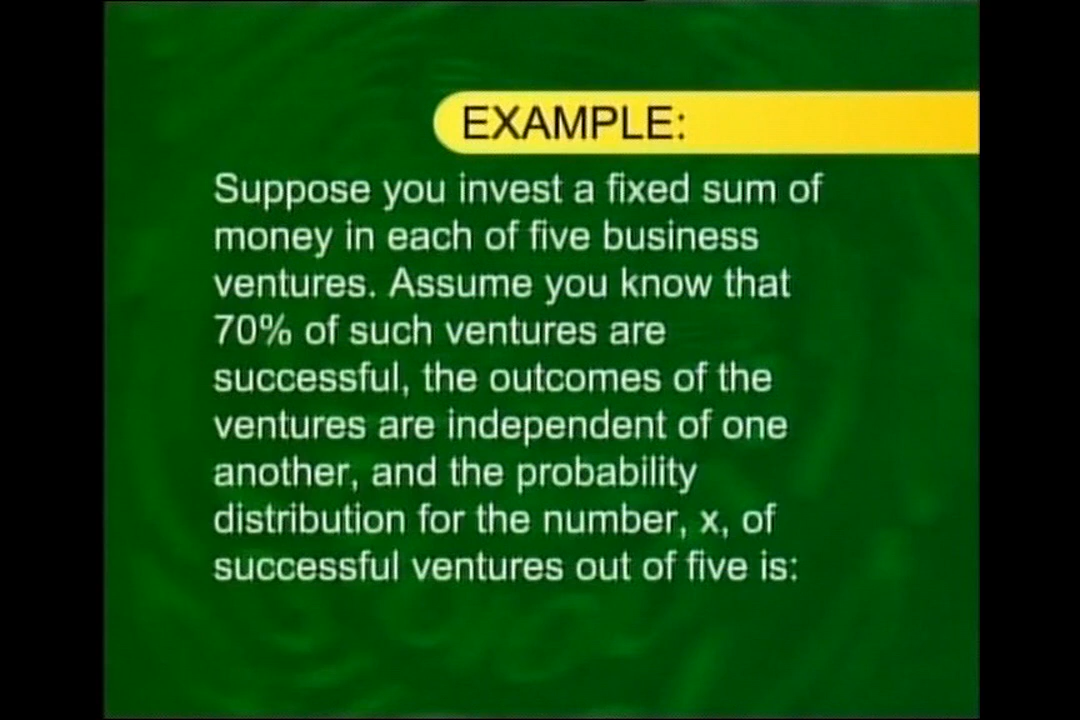 EXAMPLE:
Suppose you invest a fixed sum of
money in each of five business
ventures. Assume you know that
70% of such ventures are
successful, the outcomes of the
ventures are independent of one
another, and the probability
distribution for the number, x, of
successful ventures out of five is: